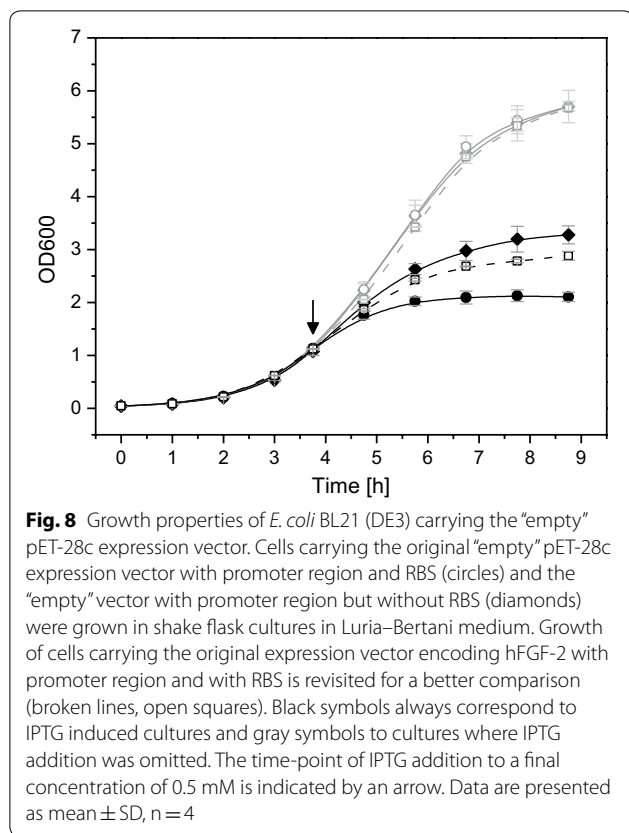 7
6
5
4
3
2
1
0
OD600
0 1 2 3 4 5 6 7 8 9
Time [h]
Fig. 8 Growth properties of E. coli BL21 (DE3) carrying the “empty”
pET-28c expression vector. Cells carrying the original “empty” pET-28c
expression vector with promoter region and RBS (circles) and the
“empty” vector with promoter region but without RBS (diamonds)
were grown in shake flask cultures in Luria–Bertani medium. Growth
of cells carrying the original expression vector encoding hFGF-2 with
promoter region and with RBS is revisited for a better comparison
(broken lines, open squares). Black symbols always correspond to
IPTG induced cultures and gray symbols to cultures where IPTG
addition was omitted. The time-point of IPTG addition to a final
concentration of 0.5 mM is indicated by an arrow. Data are presented
as mean ± SD, n = 4